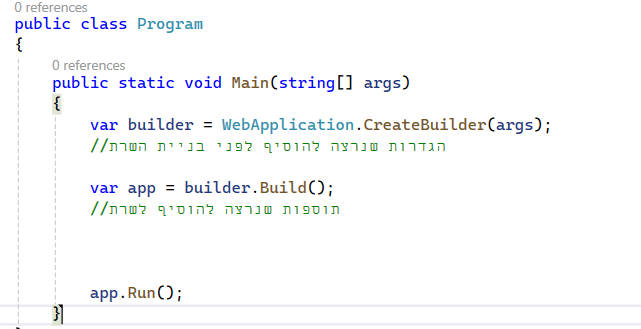 0 references
public class Program
{
0 references
public static void Main(string[] args)
{
var builder = WebApplication.CreateBuilder(args);
//הגדרות שנרצה להוסיף לפני בניית השרת
var app = builder.Build();
//תוספות שנרצה להוסיף לשרת
app.Run();
}